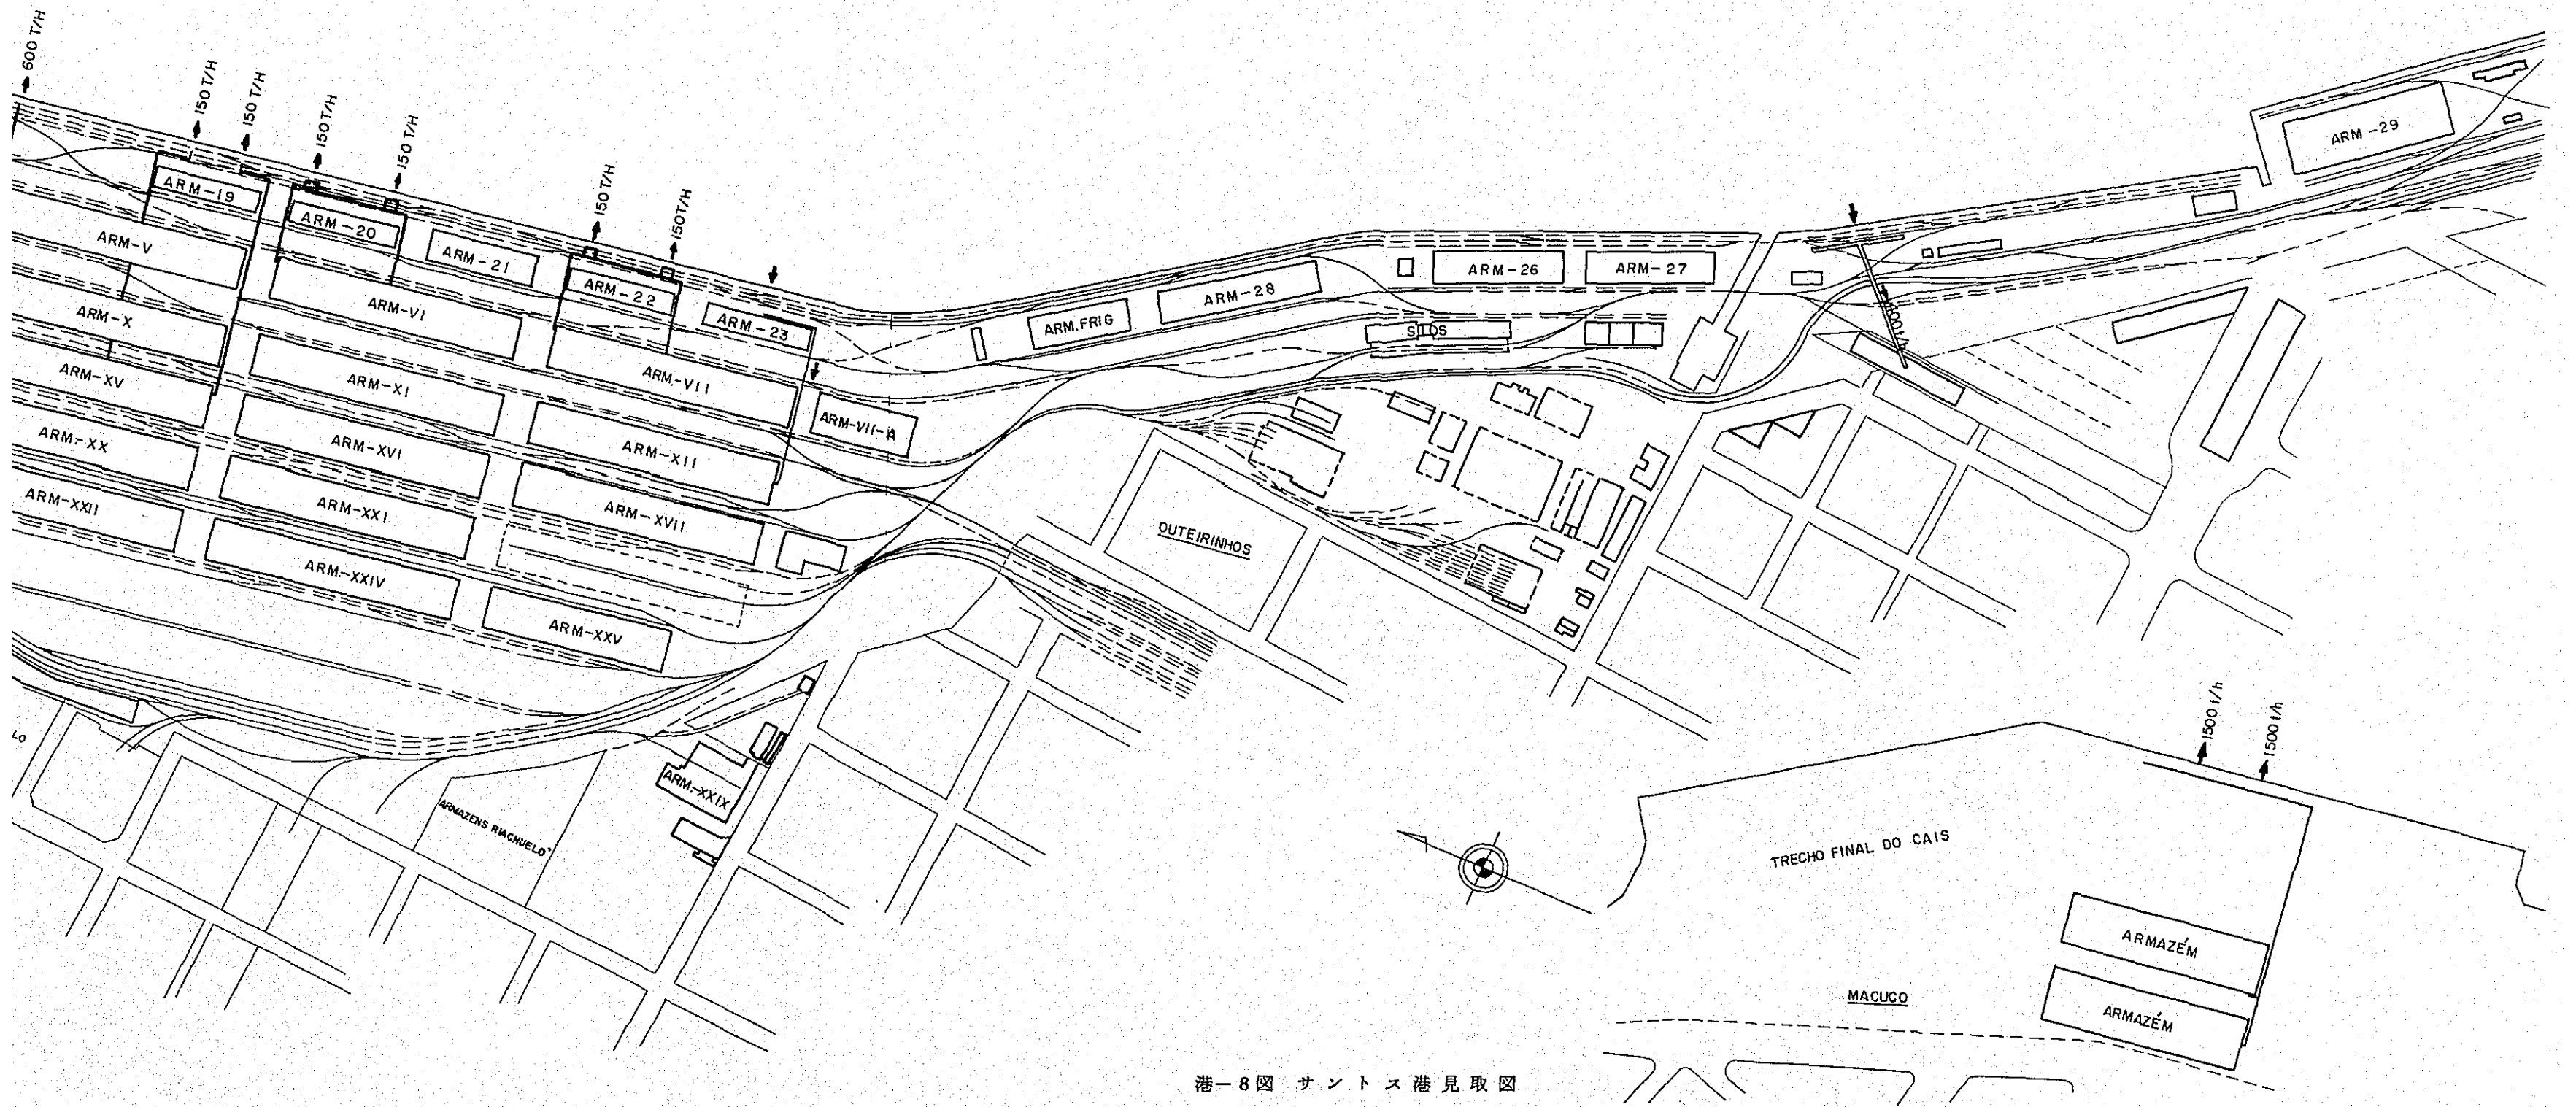 600 T/H
150 T/H
150 T/H
150 T/H
150 T/H
150 T/H
150 T/H
ARM-19
ARM-20
ARM-21
ARM-22
ARM-23
ARM.FRIG
ARM-28
ARM-26
ARM-27
ARM-29
SILOS
ARM-V
ARM-VI
ARM.-VII
ARM-VII-A
ARM-X
ARM-XI
ARM-XII
ARM-XV
ARM-XVI
ARM-XVII
ARM-XX
ARM-XXI
ARM-XXII
ARM-XXIV
ARM-XXV
ARM.-XXIX
ARMAZENS RIACHUELO
LO
OUTEIRINHOS
1500 t/h
1500 t/h
TRECHO FINAL DO CAIS
ARMAZÉM
ARMAZÉM
MACUCO
港—8図 サントス港見取図